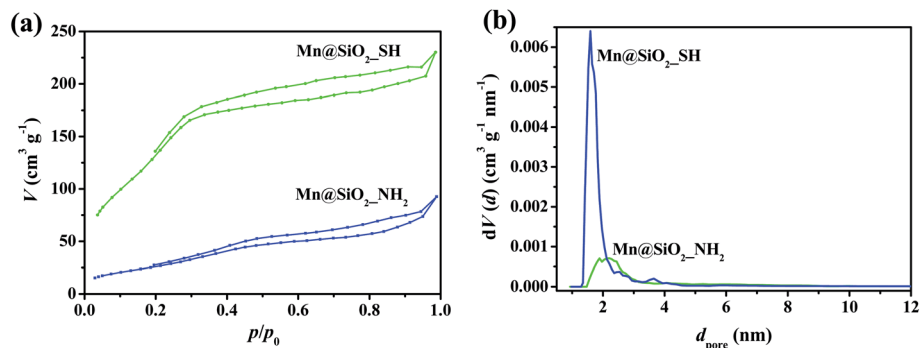 (a)
250
200
150
100
50
0
V (cm³ g⁻¹)
Mn@SiO₂_SH
Mn@SiO₂_NH₂
0.0 0.2 0.4 0.6 0.8 1.0
p/p₀
(b)
0.006
0.005
0.004
0.003
0.002
0.001
0.000
dV (d) (cm³ g⁻¹ nm⁻¹)
Mn@SiO₂_SH
Mn@SiO₂_NH₂
2 4 6 8 10 12
d_pore (nm)